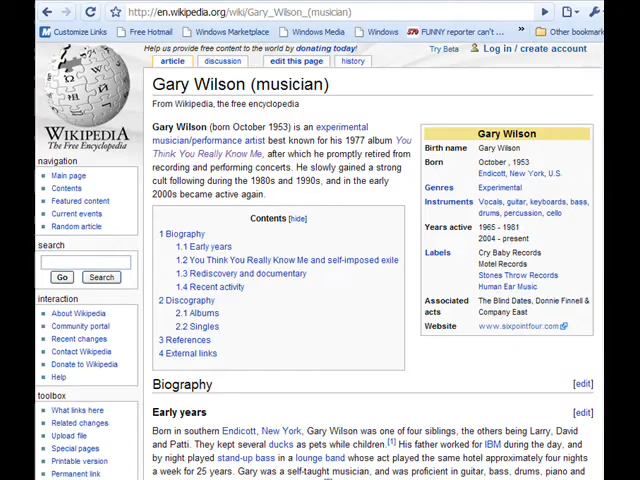 http://en.wikipedia.org/wiki/Gary_Wilson_(musician)
Customize Links Free Hotmail Windows Marketplace Windows Media Windows FUNNY reporter can't ... » Other bookmark
Help us provide free content to the world by donating today!
Try Beta Log in / create account
article discussion edit this page history
Gary Wilson (musician)
From Wikipedia, the free encyclopedia
WIKIPEDIA
The Free Encyclopedia
navigation
Main page
Contents
Featured content
Current events
Random article
search
Go Search
interaction
About Wikipedia
Community portal
Recent changes
Contact Wikipedia
Donate to Wikipedia
Help
toolbox
What links here
Related changes
Upload file
Special pages
Printable version
Permanent link
Gary Wilson (born October 1953) is an experimental
musician/performance artist best known for his 1977 album You
Think You Really Know Me, after which he promptly retired from
recording and performing concerts. He slowly gained a strong
cult following during the 1980s and 1990s, and in the early
2000s became active again.
Contents [hide]
1 Biography
1.1 Early years
1.2 You Think You Really Know Me and self-imposed exile
1.3 Rediscovery and documentary
1.4 Recent activity
2 Discography
2.1 Albums
2.2 Singles
3 References
4 External links
Gary Wilson
Birth name Gary Wilson
Born October , 1953
Endicott, New York, U.S.
Genres Experimental
Instruments Vocals, guitar, keyboards, bass,
drums, percussion, cello
Years active 1965 - 1981
2004 - present
Labels Cry Baby Records
Motel Records
Stones Throw Records
Human Ear Music
Associated acts The Blind Dates, Donnie Finnell &
Company East
Website www.sixpointfour.com
Biography [edit]
Early years [edit]
Born in southern Endicott, New York, Gary Wilson was one of four siblings, the others being Larry, David
and Patti. They kept several ducks as pets while children.[1] His father worked for IBM during the day, and
by night played stand-up bass in a lounge band whose act played the same hotel approximately four nights
a week for 25 years. Gary was a self-taught musician, and was proficient in guitar, bass, drums, piano and